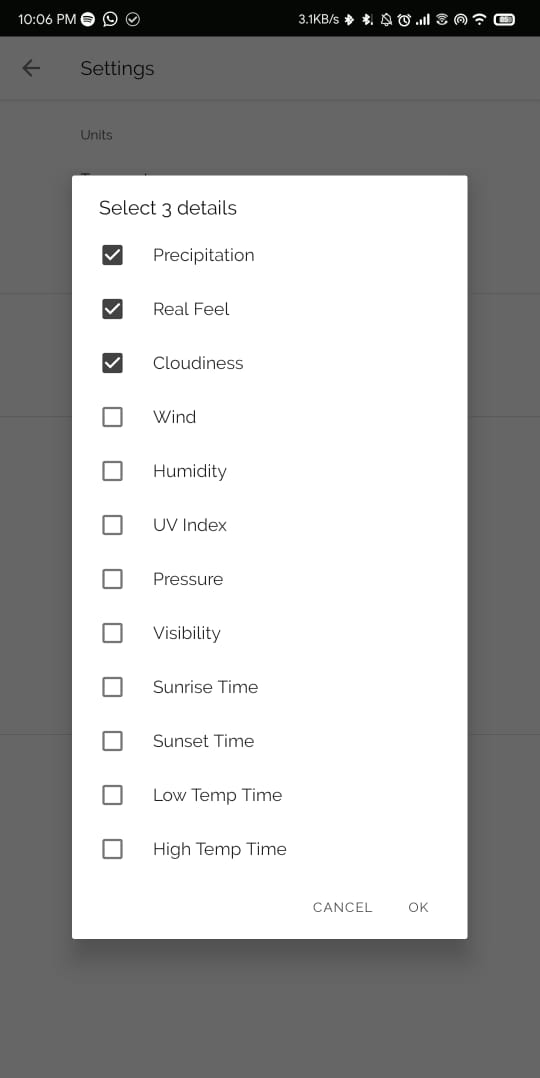 10:06 PM 3.1KB/s
Settings
Units
Select 3 details
Precipitation
Real Feel
Cloudiness
Wind
Humidity
UV Index
Pressure
Visibility
Sunrise Time
Sunset Time
Low Temp Time
High Temp Time
CANCEL OK